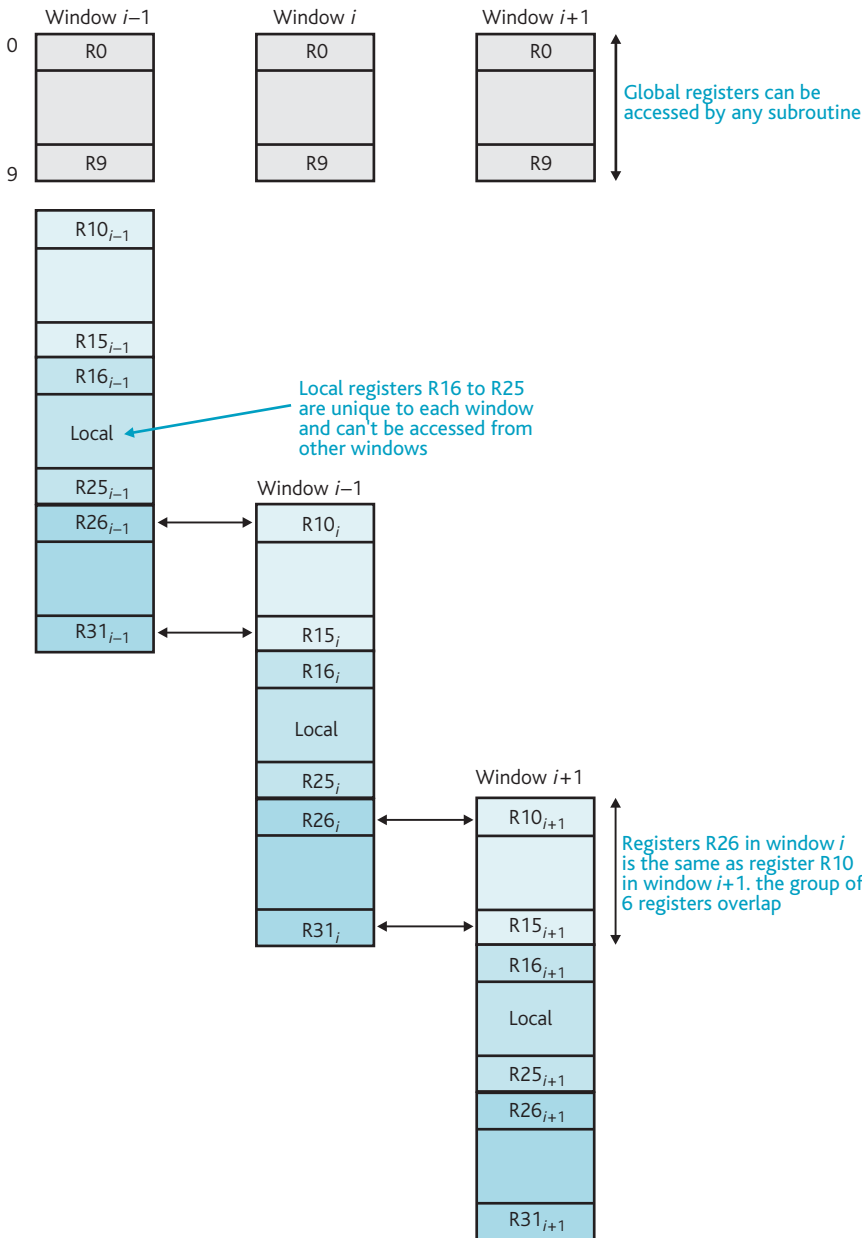 Window i–1
Window i
Window i+1
0
R0
R0
R0
Global registers can be
accessed by any subroutine
9
R9
R9
R9
R10i–1
R15i–1
R16i–1
Local registers R16 to R25
are unique to each window
and can't be accessed from
other windows
Local
R25i–1
Window i–1
R26i–1
R10i
R31i–1
R15i
R16i
Local
R25i
Window i+1
R26i
R10i+1
Registers R26 in window i
is the same as register R10
in window i+1. the group of
6 registers overlap
R31i
R15i+1
R16i+1
Local
R25i+1
R26i+1
R31i+1